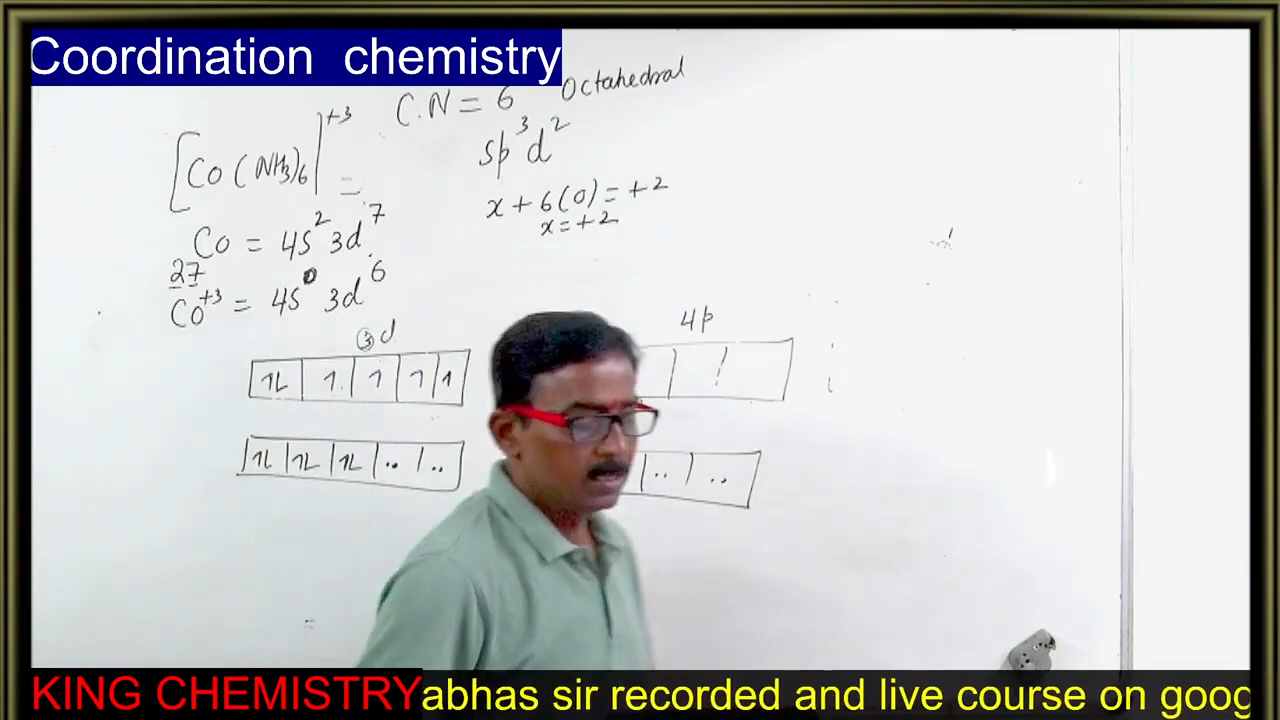 Coordination chemistry
C.N = 6 Octahedral
[Co(NH3)6]+3 =
sp³d²
x + 6(0) = +2
x = +2
Co = 4s² 3d⁷
27
Co+3 = 4s⁰ 3d⁶
3d
4p
KING CHEMISTRY abhas sir recorded and live course on goog